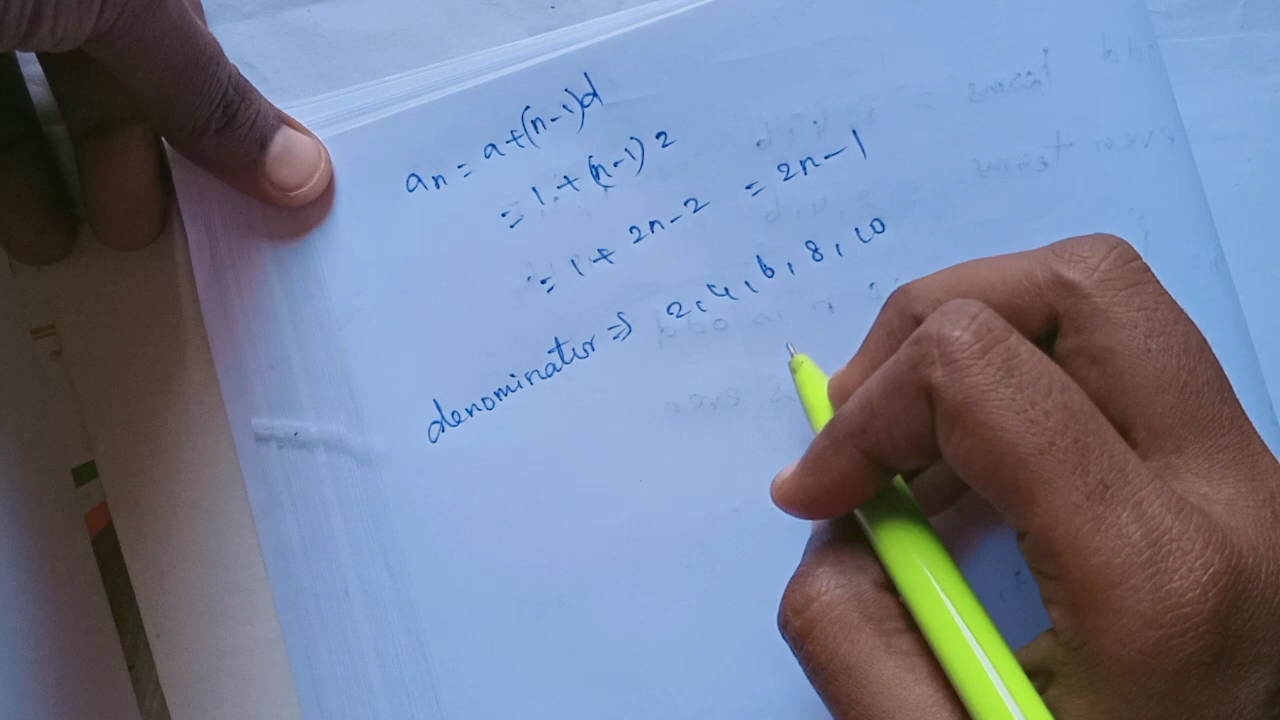 an = a+(n-1)d
= 1 + (n-1) 2
= 1 + 2n-2 = 2n-1
denominator => 2, 4, 6, 8, 10